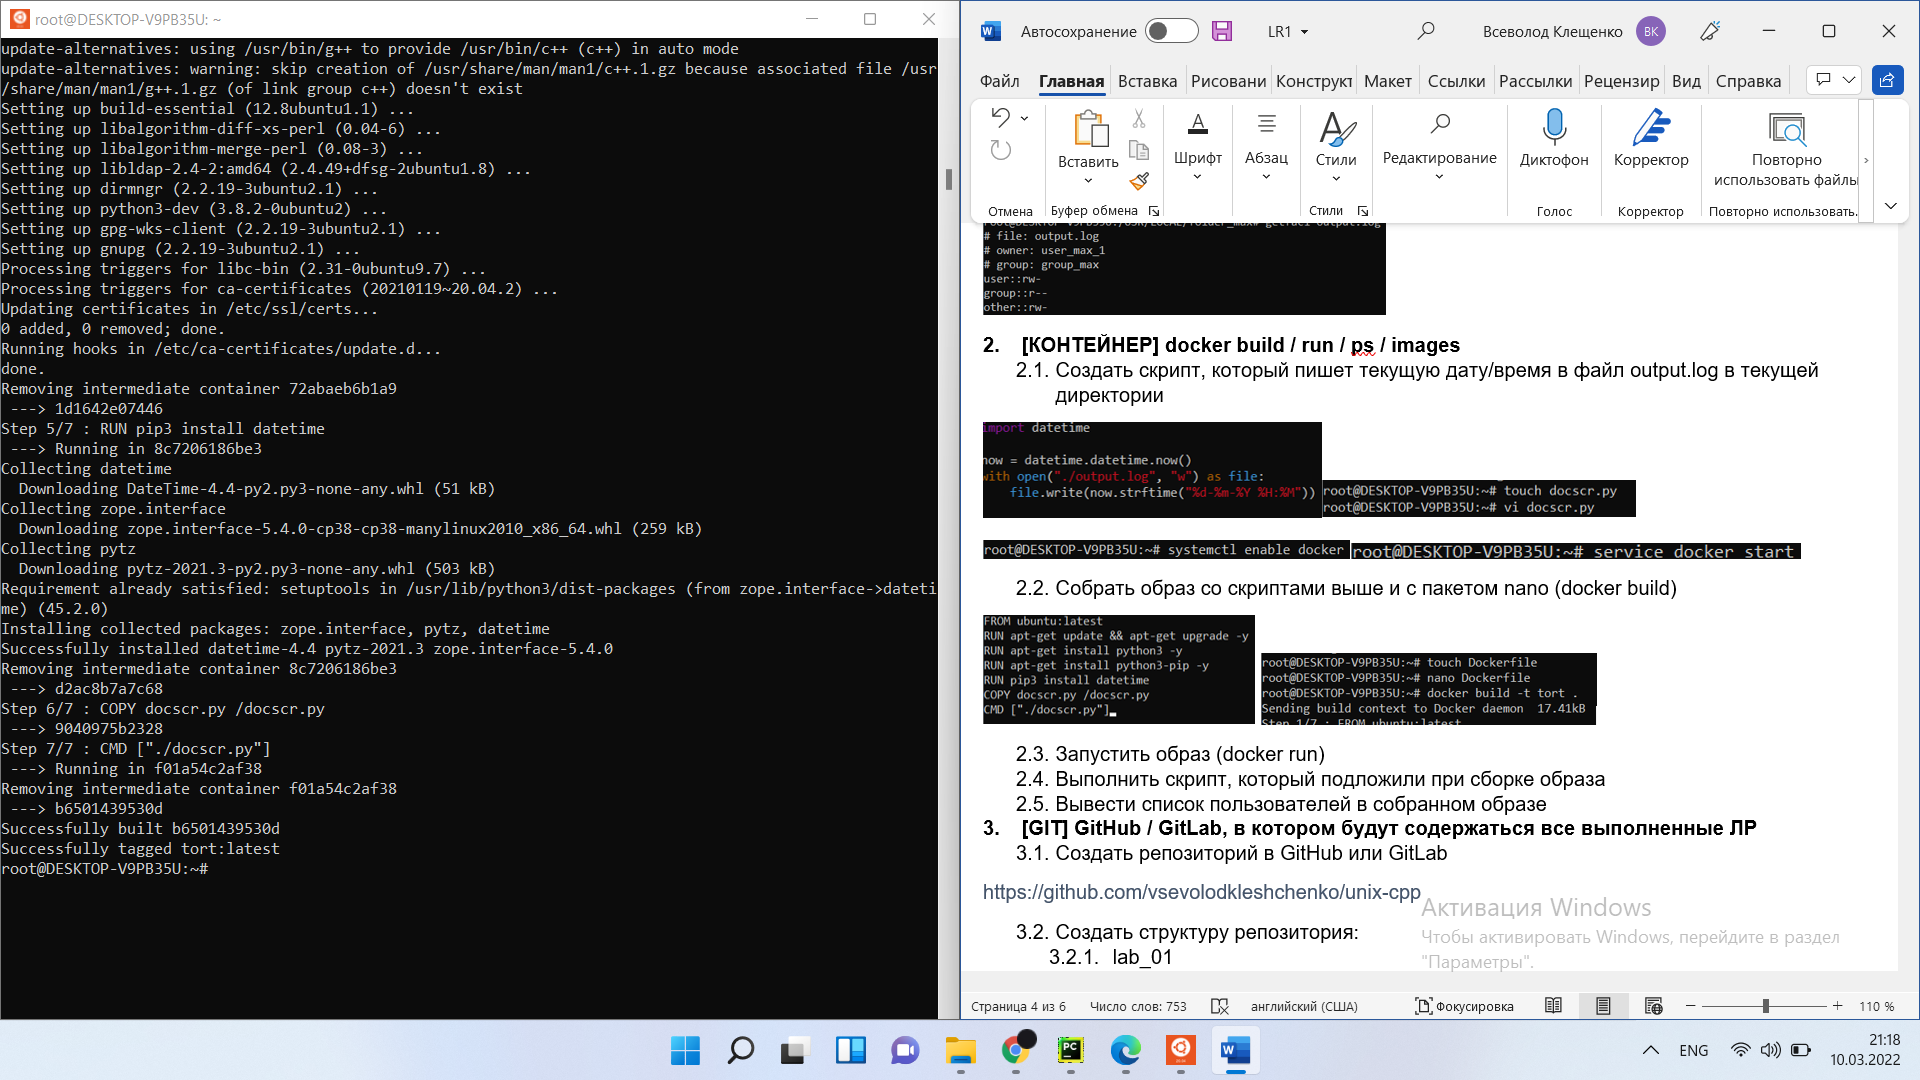 root@DESKTOP-V9PB35U: ~
update-alternatives: using /usr/bin/g++ to provide /usr/bin/c++ (c++) in auto mode
update-alternatives: warning: skip creation of /usr/share/man/man1/c++.1.gz because associated file /usr
/share/man/man1/g++.1.gz (of link group c++) doesn't exist
Setting up build-essential (12.8ubuntu1.1) ...
Setting up libalgorithm-diff-xs-perl (0.04-6) ...
Setting up libalgorithm-merge-perl (0.08-3) ...
Setting up libldap-2.4-2:amd64 (2.4.49+dfsg-2ubuntu1.8) ...
Setting up dirmngr (2.2.19-3ubuntu2.1) ...
Setting up python3-dev (3.8.2-0ubuntu2) ...
Setting up gpg-wks-client (2.2.19-3ubuntu2.1) ...
Setting up gnupg (2.2.19-3ubuntu2.1) ...
Processing triggers for libc-bin (2.31-0ubuntu9.7) ...
Processing triggers for ca-certificates (20210119~20.04.2) ...
Updating certificates in /etc/ssl/certs...
0 added, 0 removed; done.
Running hooks in /etc/ca-certificates/update.d...
done.
Removing intermediate container 72abaeb6b1a9
 ---> 1d1642e07446
Step 5/7 : RUN pip3 install datetime
 ---> Running in 8c7206186be3
Collecting datetime
  Downloading DateTime-4.4-py2.py3-none-any.whl (51 kB)
Collecting zope.interface
  Downloading zope.interface-5.4.0-cp38-cp38-manylinux2010_x86_64.whl (259 kB)
Collecting pytz
  Downloading pytz-2021.3-py2.py3-none-any.whl (503 kB)
Requirement already satisfied: setuptools in /usr/lib/python3/dist-packages (from zope.interface->dateti
me) (45.2.0)
Installing collected packages: zope.interface, pytz, datetime
Successfully installed datetime-4.4 pytz-2021.3 zope.interface-5.4.0
Removing intermediate container 8c7206186be3
 ---> d2ac8b7a7c68
Step 6/7 : COPY docscr.py /docscr.py
 ---> 9040975b2328
Step 7/7 : CMD ["./docscr.py"]
 ---> Running in f01a54c2af38
Removing intermediate container f01a54c2af38
 ---> b6501439530d
Successfully built b6501439530d
Successfully tagged tort:latest
root@DESKTOP-V9PB35U:~#
Автосохранение LR1 Всеволод Клещенко ВК
Файл Главная Вставка Рисовани Конструкт Макет Ссылки Рассылки Рецензир Вид Справка
Вставить Шрифт Абзац Стили Редактирование Диктофон Корректор Повторно
использовать файлы
Отмена Буфер обмена Стили Голос Корректор Повторно использовать.
root@DESKTOP-V9PB35U:/USR/LOCAL/folder_max# getfacl output.log
# file: output.log
# owner: user_max_1
# group: group_max
user::rw-
group::r--
other::rw-
2. [КОНТЕЙНЕР] docker build / run / ps / images
2.1. Создать скрипт, который пишет текущую дату/время в файл output.log в текущей
директории
import datetime
now = datetime.datetime.now()
with open("./output.log", "w") as file:
    file.write(now.strftime("%d-%m-%Y %H:%M"))
root@DESKTOP-V9PB35U:~# touch docscr.py
root@DESKTOP-V9PB35U:~# vi docscr.py
root@DESKTOP-V9PB35U:~# systemctl enable docker
root@DESKTOP-V9PB35U:~# service docker start
2.2. Собрать образ со скриптами выше и с пакетом nano (docker build)
FROM ubuntu:latest
RUN apt-get update && apt-get upgrade -y
RUN apt-get install python3 -y
RUN apt-get install python3-pip -y
RUN pip3 install datetime
COPY docscr.py /docscr.py
CMD ["./docscr.py"]
root@DESKTOP-V9PB35U:~# touch Dockerfile
root@DESKTOP-V9PB35U:~# nano Dockerfile
root@DESKTOP-V9PB35U:~# docker build -t tort .
Sending build context to Docker daemon  17.41kB
Step 1/7 : FROM ubuntu:latest
2.3. Запустить образ (docker run)
2.4. Выполнить скрипт, который подложили при сборке образа
2.5. Вывести список пользователей в собранном образе
3. [GIT] GitHub / GitLab, в котором будут содержаться все выполненные ЛР
3.1. Создать репозиторий в GitHub или GitLab
https://github.com/vsevolodkleshchenko/unix-cpp
3.2. Создать структуру репозитория:
3.2.1. lab_01
Активация Windows
Чтобы активировать Windows, перейдите в раздел
"Параметры".
Страница 4 из 6 Число слов: 753 английский (США) Фокусировка 110 %
PC
ENG
21:18
10.03.2022